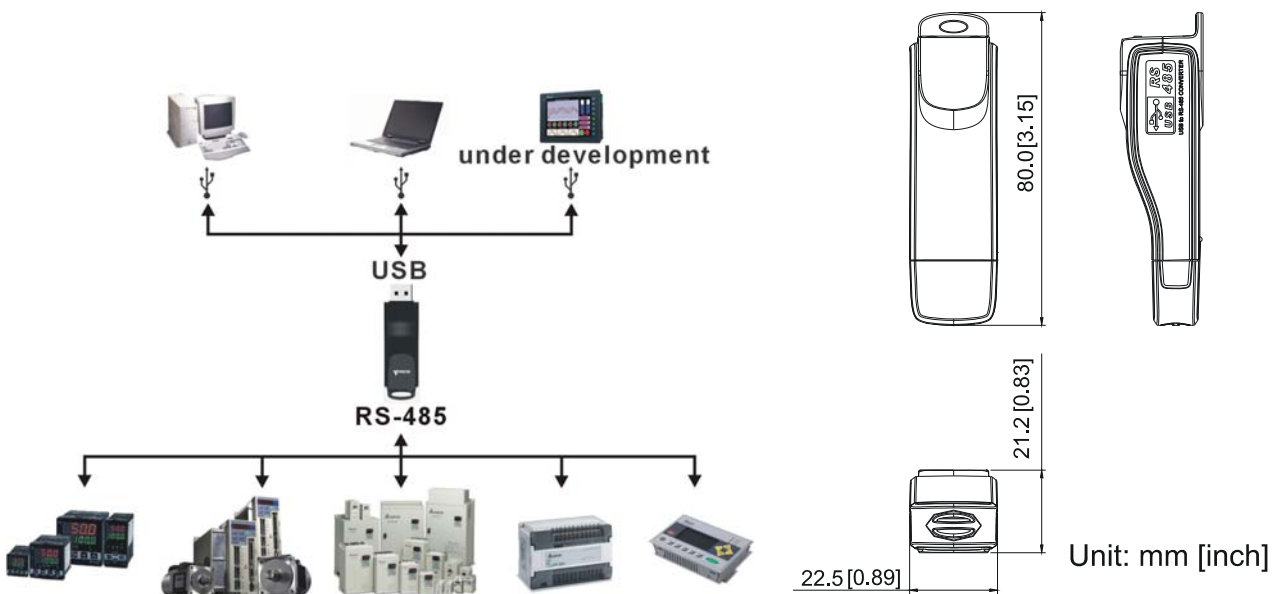 under development
USB
RS-485
80.0[3.15]
RS
485
USB
USB to RS-485 CONVERTER
21.2[0.83]
22.5[0.89]
Unit: mm [inch]